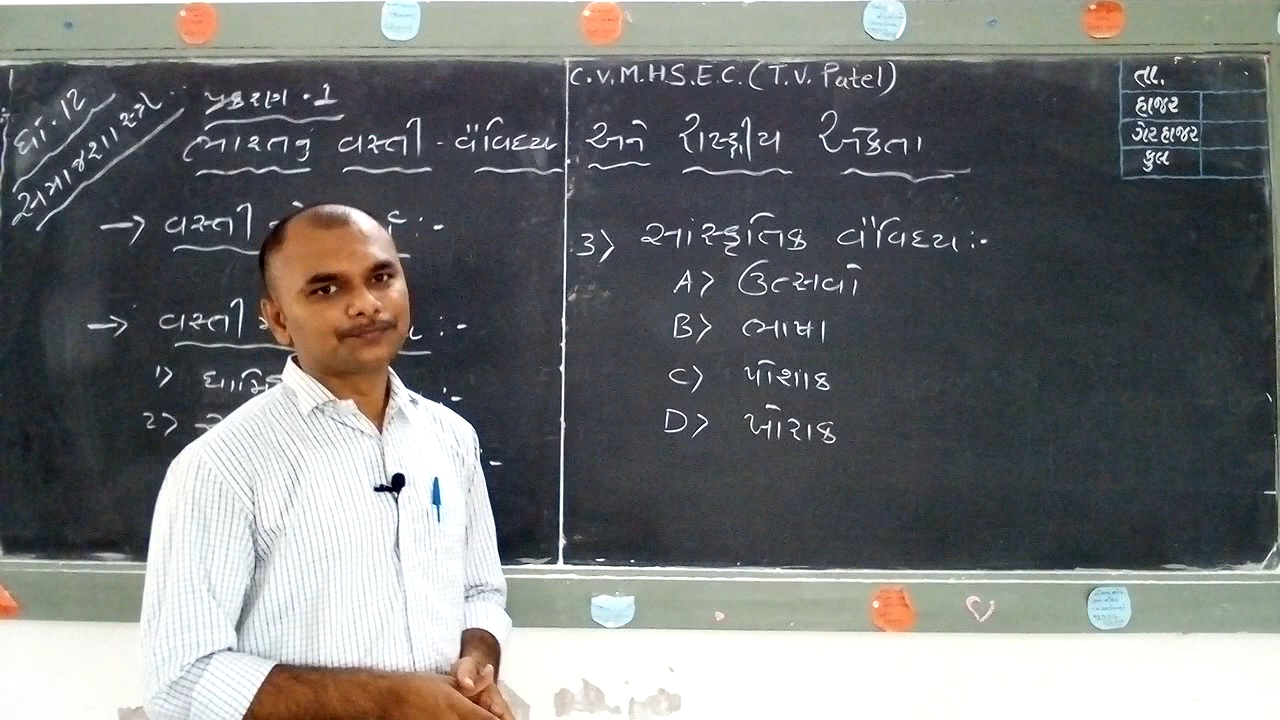 ધો-12
સમાજશાસ્ત્ર
પ્રકરણ-1
C.V.M.H.S.E.C. (T.V. Patel)
ભારતનું વસ્તી-વૈવિધ્ય અને રાષ્ટ્રીય એકતા
→ વસ્તી :-
→ વસ્તી :-
1)
2)
3) સાંસ્કૃતિક વૈવિધ્ય :-
A) ઉત્સવો
B) ભાષા
C) પોશાક
D) ખોરાક
તા.
હાજર
ગેરહાજર
કુલ